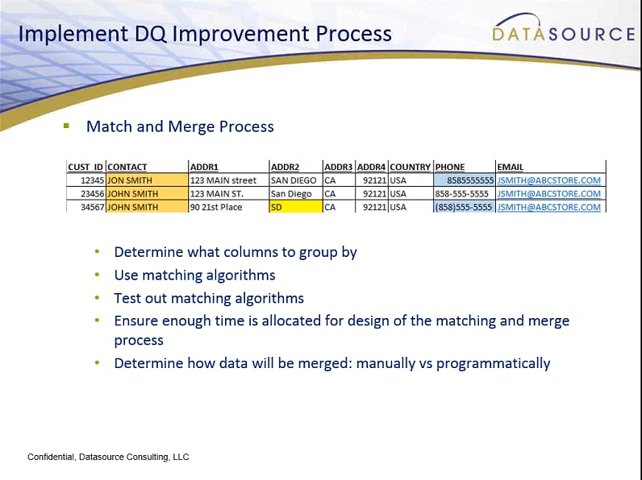 Implement DQ Improvement Process
DATASOURCE
Match and Merge Process
CUST_ID CONTACT ADDR1 ADDR2 ADDR3 ADDR4 COUNTRY PHONE EMAIL
12345 JON SMITH 123 MAIN street SAN DIEGO CA 92121 USA 8585555555 JSMITH@ABCSTORE.COM
23456 JOHN SMITH 123 MAIN ST. San Diego CA 92121 USA 858-555-5555 JSMITH@ABCSTORE.COM
34567 JOHN SMITH 90 21st Place SD CA 92121 USA (858)555-5555 JSMITH@ABCSTORE.COM
• Determine what columns to group by
• Use matching algorithms
• Test out matching algorithms
• Ensure enough time is allocated for design of the matching and merge
process
• Determine how data will be merged: manually vs programmatically
Confidential, Datasource Consulting, LLC